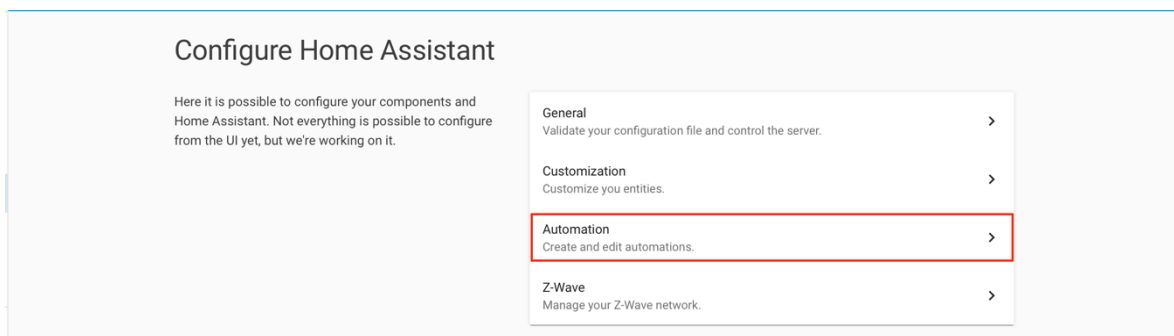 Configure Home Assistant
Here it is possible to configure your components and
Home Assistant. Not everything is possible to configure
from the UI yet, but we're working on it.
General
Validate your configuration file and control the server.
Customization
Customize you entities.
Automation
Create and edit automations.
Z-Wave
Manage your Z-Wave network.